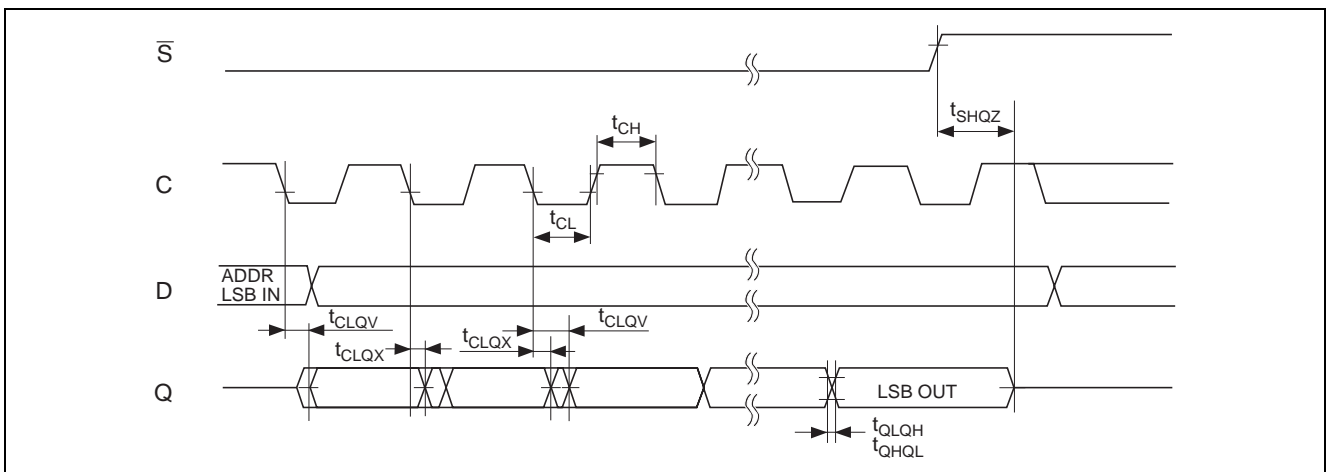 S̅
tSHQZ
tCH
C
tCL
ADDR
LSB IN
D
tCLQV
tCLQX
tCLQX
tCLQV
Q
LSB OUT
tQLQH
tQHQL